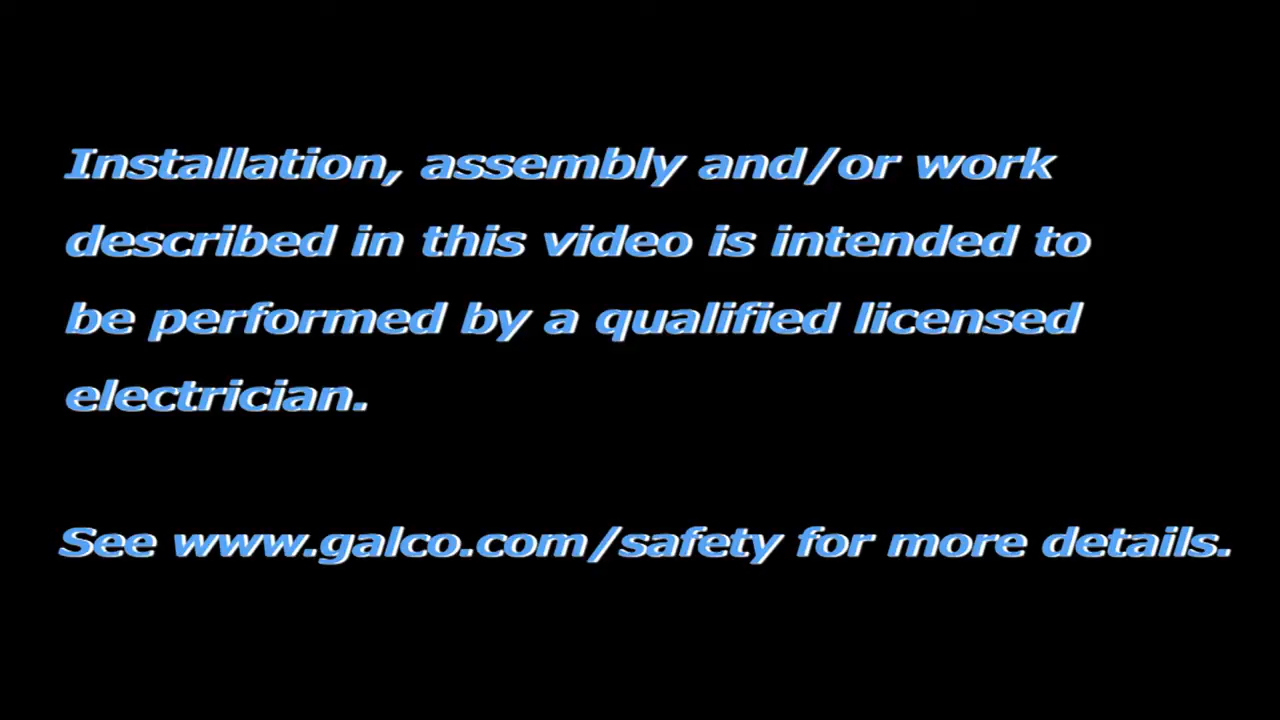 Installation, assembly and/or work
described in this video is intended to
be performed by a qualified licensed
electrician.
See www.galco.com/safety for more details.